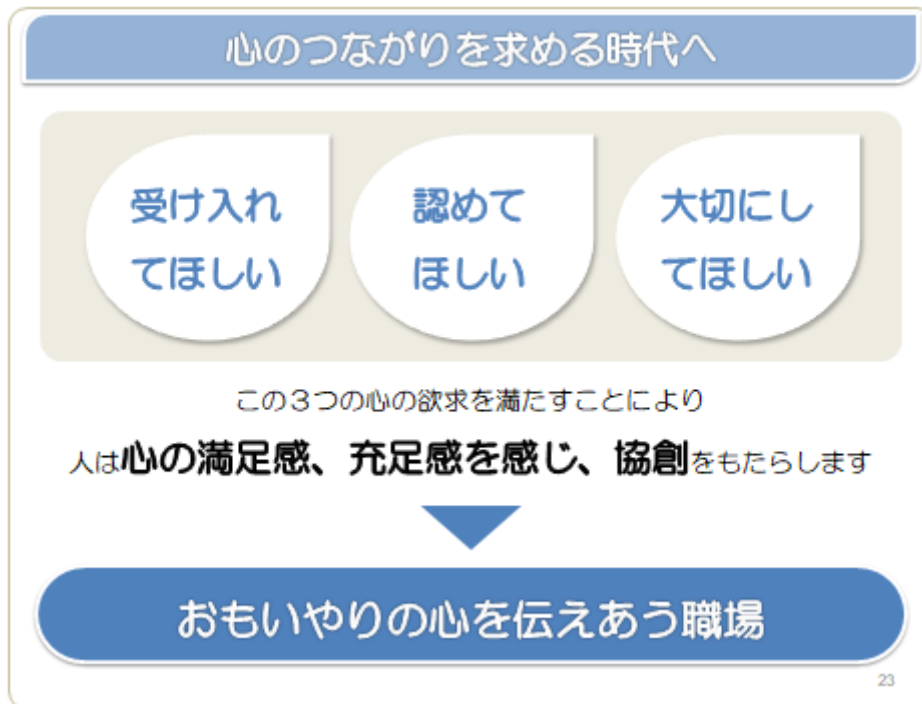 心のつながりを求める時代へ
受け入れ
てほしい
認めて
ほしい
大切にし
てほしい
この３つの心の欲求を満たすことにより
人は心の満足感、充足感を感じ、協創をもたらします
おもいやりの心を伝えあう職場
23